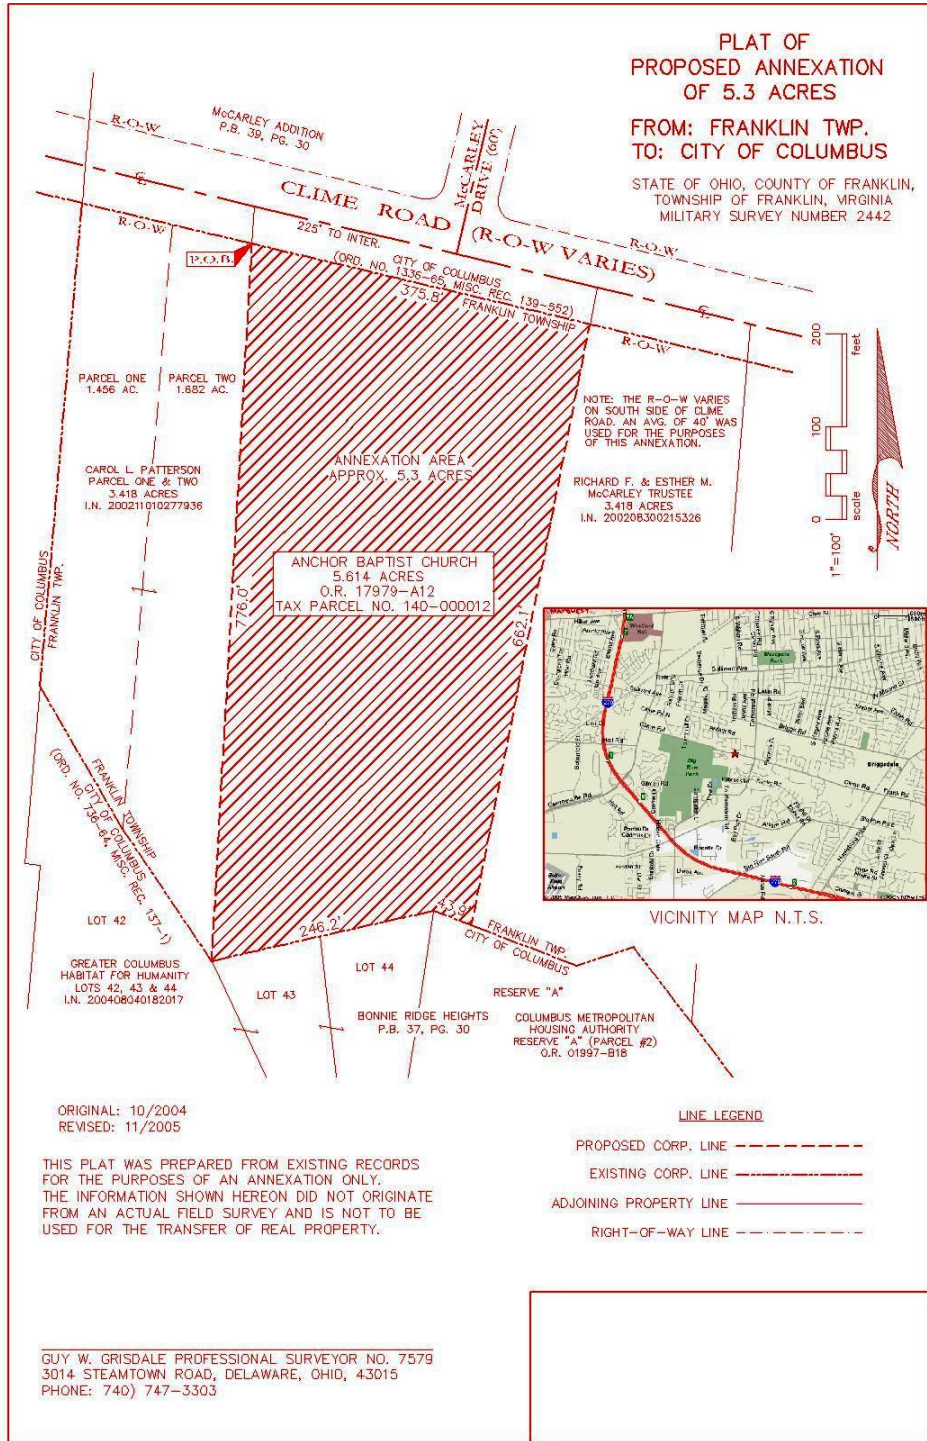 PLAT OF
PROPOSED ANNEXATION
OF 5.3 ACRES
FROM: FRANKLIN TWP.
TO: CITY OF COLUMBUS
STATE OF OHIO, COUNTY OF FRANKLIN,
TOWNSHIP OF FRANKLIN, VIRGINIA
MILITARY SURVEY NUMBER 2442
McCARLEY ADDITION
P.B. 39, PG. 30
R-O-W
McCARLEY
DRIVE (60')
CLIME ROAD (R-O-W VARIES)
R-O-W
R-O-W
225' TO INTER.
CITY OF COLUMBUS
(ORD. NO. 1336-65, MISC. REC. 139-552)
375.8'
FRANKLIN TOWNSHIP
P.O.B.
R-O-W
PARCEL ONE
1.456 AC.
PARCEL TWO
1.682 AC.
NOTE: THE R-O-W VARIES
ON SOUTH SIDE OF CLIME
ROAD. AN AVG. OF 40' WAS
USED FOR THE PURPOSES
OF THIS ANNEXATION.
200
100
0
feet
scale
1"=100'
NORTH
ANNEXATION AREA
APPROX. 5.3 ACRES
CAROL L. PATTERSON
PARCEL ONE & TWO
3.418 ACRES
I.N. 200211010277936
RICHARD F. & ESTHER M.
McCARLEY TRUSTEE
3.418 ACRES
I.N. 200208300215326
ANCHOR BAPTIST CHURCH
5.614 ACRES
O.R. 17979-A12
TAX PARCEL NO. 140-000012
776.0'
662.1'
CITY OF COLUMBUS
FRANKLIN TWP.
FRANKLIN TOWNSHIP
CITY OF COLUMBUS
(ORD. NO. 736-64, MISC. REC. 137-1)
MAPQUEST
Briggsdale
VICINITY MAP N.T.S.
LOT 42
246.2'
43.9'
FRANKLIN TWP.
CITY OF COLUMBUS
GREATER COLUMBUS
HABITAT FOR HUMANITY
LOTS 42, 43 & 44
I.N. 200408040182017
LOT 43
LOT 44
RESERVE "A"
BONNIE RIDGE HEIGHTS
P.B. 37, PG. 30
COLUMBUS METROPOLITAN
HOUSING AUTHORITY
RESERVE "A" (PARCEL #2)
O.R. 01997-B18
ORIGINAL: 10/2004
REVISED: 11/2005
THIS PLAT WAS PREPARED FROM EXISTING RECORDS
FOR THE PURPOSES OF AN ANNEXATION ONLY.
THE INFORMATION SHOWN HEREON DID NOT ORIGINATE
FROM AN ACTUAL FIELD SURVEY AND IS NOT TO BE
USED FOR THE TRANSFER OF REAL PROPERTY.
LINE LEGEND
PROPOSED CORP. LINE
EXISTING CORP. LINE
ADJOINING PROPERTY LINE
RIGHT-OF-WAY LINE
GUY W. GRISDALE PROFESSIONAL SURVEYOR NO. 7579
3014 STEAMTOWN ROAD, DELAWARE, OHIO, 43015
PHONE: 740) 747-3303